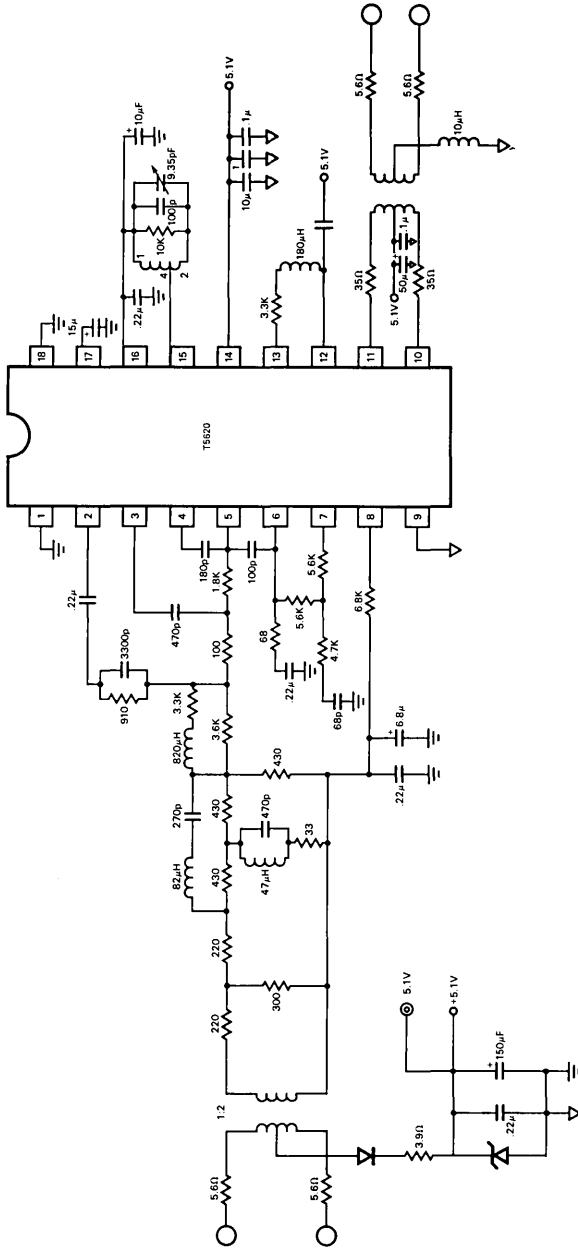 1:2
5.6Ω
5.6Ω
220
220
300
82μH
270p
430
430
47μH
470p
33
820μH
3.3K
3.6K
430
910
3300p
.22μ
100
470p
1.8K
180p
100p
68
.22μ
5.6K
5.6K
4.7K
68p
6.8K
+
6.8μ
.22μ
3.9Ω
5.1V
+5.1V
+
150μF
.22μ
1
2
3
4
5
6
7
8
9
T5620
18
17
16
15
14
13
12
11
10
15μ
+
.22μ
+
10μF
1
4
2
10K
100p
9.35pF
5.1V
10μ
1
.1μ
3.3K
180μH
5.1V
35Ω
35Ω
5.1V
50μ
+
.1μ
5.6Ω
5.6Ω
10μH